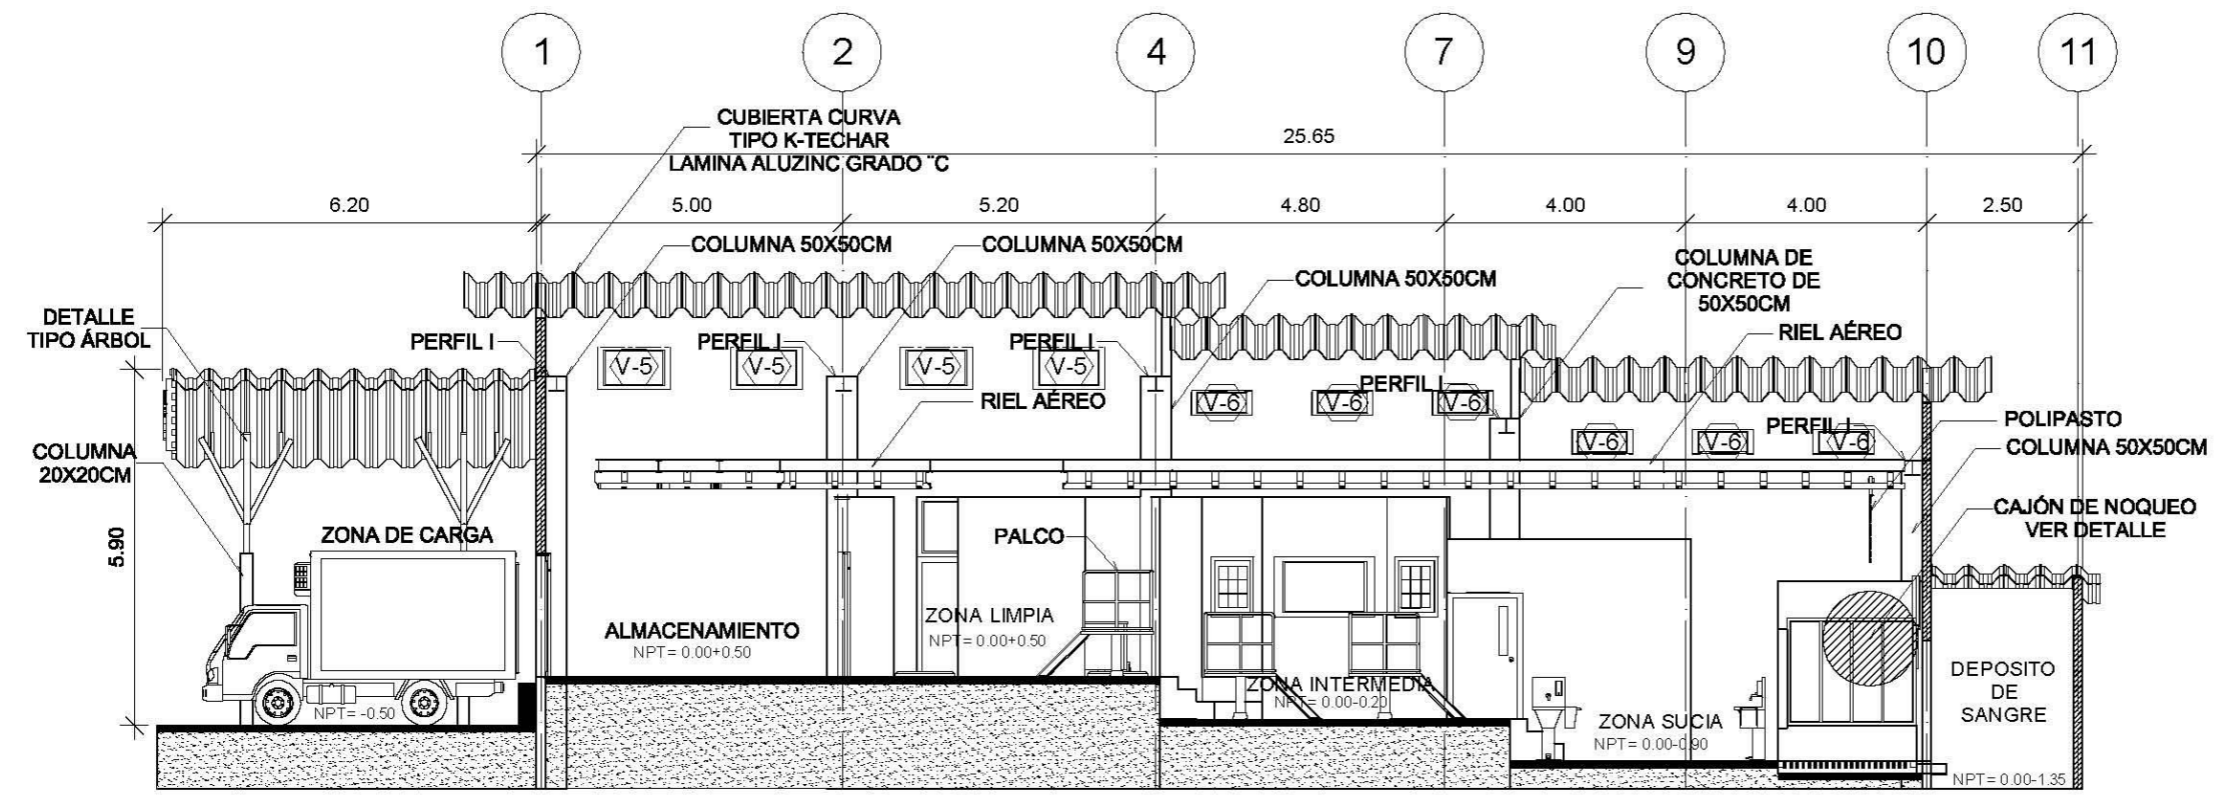 1 2 4 7 9 10 11
CUBIERTA CURVA
TIPO K-TECHAR
LAMINA ALUZINC GRADO ¨C
25.65
6.20 5.00 5.20 4.80 4.00 4.00 2.50
COLUMNA 50X50CM
COLUMNA 50X50CM
COLUMNA 50X50CM
COLUMNA DE
CONCRETO DE
50X50CM
DETALLE
TIPO ÁRBOL
PERFIL I
PERFIL I
PERFIL I
RIEL AÉREO
V-5 V-5 V-5 V-5
PERFIL I
RIEL AÉREO
V-6 V-6 V-6
POLIPASTO
PERFIL I
V-6 V-6 V-6
COLUMNA 50X50CM
COLUMNA
20X20CM
CAJÓN DE NOQUEO
VER DETALLE
5.90
ZONA DE CARGA
PALCO
ZONA LIMPIA
NPT= 0.00+0.50
ALMACENAMIENTO
NPT= 0.00+0.50
ZONA INTERMEDIA
NPT= 0.00-0.20
NPT= -0.50
ZONA SUCIA
NPT= 0.00-0.90
DEPOSITO
DE
SANGRE
NPT= 0.00-1.35